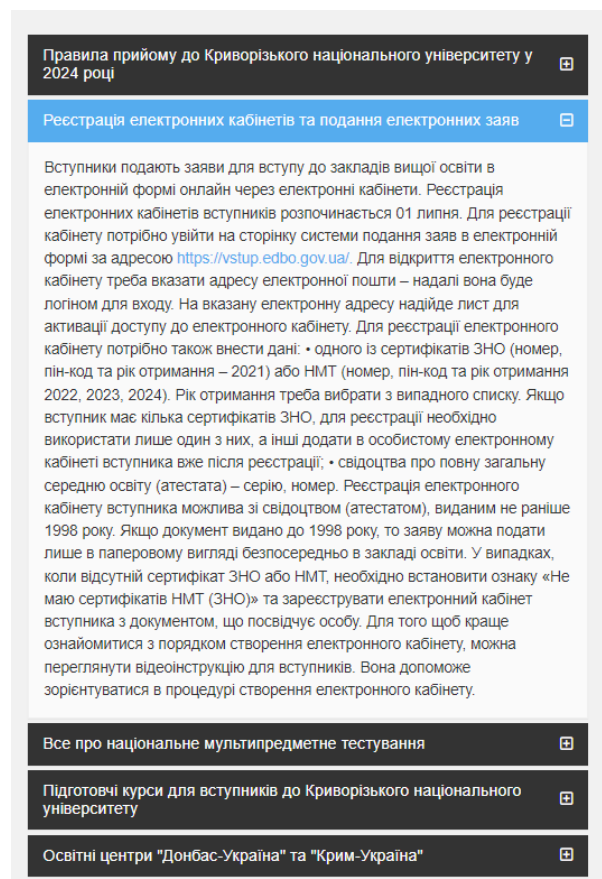 Правила прийому до Криворізького національного університету у
2024 році
Реєстрація електронних кабінетів та подання електронних заяв
Вступники подають заяви для вступу до закладів вищої освіти в
електронній формі онлайн через електронні кабінети. Реєстрація
електронних кабінетів вступників розпочинається 01 липня. Для реєстрації
кабінету потрібно увійти на сторінку системи подання заяв в електронній
формі за адресою https://vstup.edbo.gov.ua/. Для відкриття електронного
кабінету треба вказати адресу електронної пошти – надалі вона буде
логіном для входу. На вказану електронну адресу надійде лист для
активації доступу до електронного кабінету. Для реєстрації електронного
кабінету потрібно також внести дані: • одного із сертифікатів ЗНО (номер,
пін-код та рік отримання – 2021) або НМТ (номер, пін-код та рік отримання
2022, 2023, 2024). Рік отримання треба вибрати з випадного списку. Якщо
вступник має кілька сертифікатів ЗНО, для реєстрації необхідно
використати лише один з них, а інші додати в особистому електронному
кабінеті вступника вже після реєстрації; • свідоцтва про повну загальну
середню освіту (атестата) – серію, номер. Реєстрація електронного
кабінету вступника можлива зі свідоцтвом (атестатом), виданим не раніше
1998 року. Якщо документ видано до 1998 року, то заяву можна подати
лише в паперовому вигляді безпосередньо в закладі освіти. У випадках,
коли відсутній сертифікат ЗНО або НМТ, необхідно встановити ознаку «Не
маю сертифікатів НМТ (ЗНО)» та зареєструвати електронний кабінет
вступника з документом, що посвідчує особу. Для того щоб краще
ознайомитися з порядком створення електронного кабінету, можна
переглянути відеоінструкцію для вступників. Вона допоможе
зорієнтуватися в процедурі створення електронного кабінету.
Все про національне мультипредметне тестування
Підготовчі курси для вступників до Криворізького національного
університету
Освітні центри "Донбас-Україна" та "Крим-Україна"